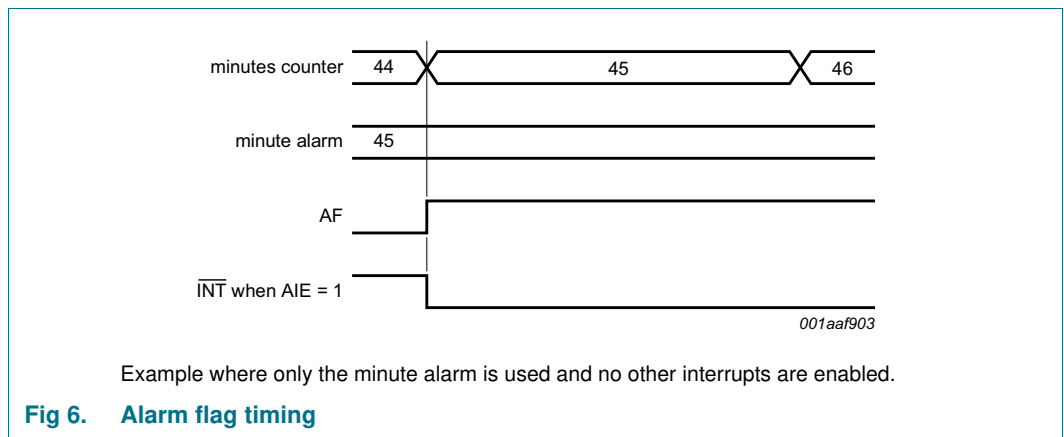 minutes counter 44 45 46
minute alarm 45
AF
INT when AIE = 1
001aaf903
Example where only the minute alarm is used and no other interrupts are enabled.
Fig 6. Alarm flag timing